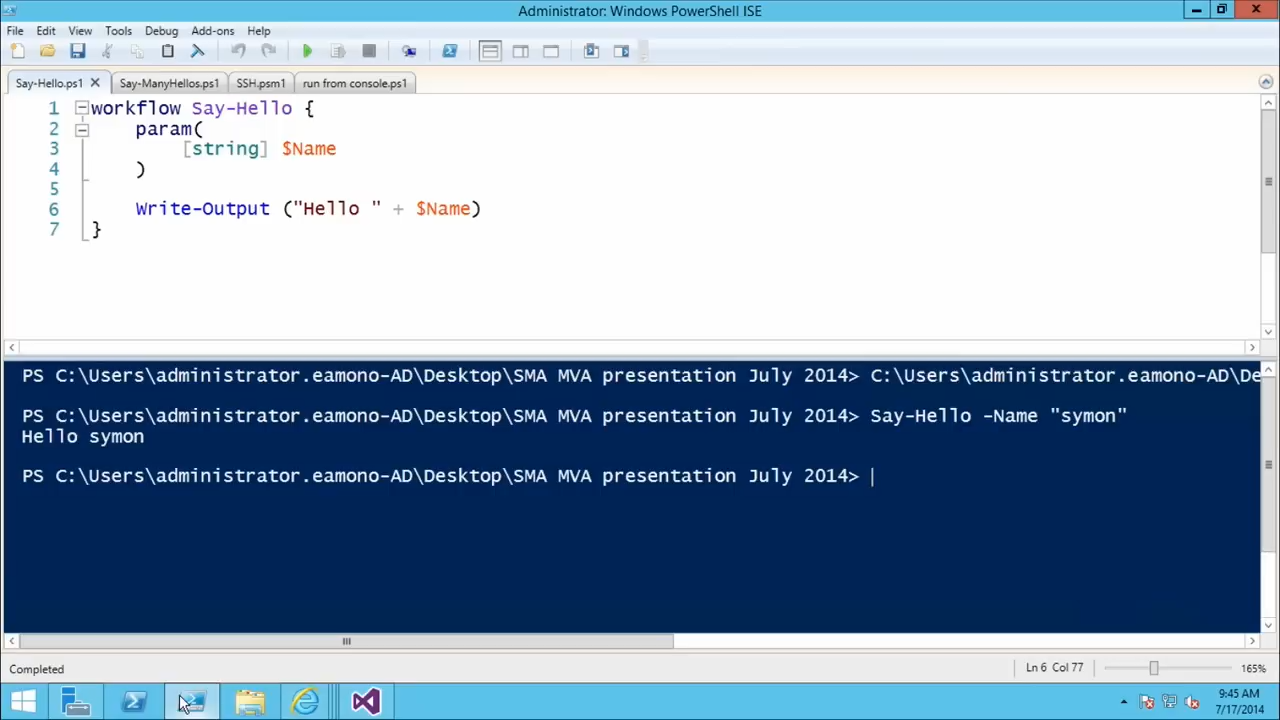 Administrator: Windows PowerShell ISE
File Edit View Tools Debug Add-ons Help
Say-Hello.ps1 Say-ManyHellos.ps1 SSH.psm1 run from console.ps1
1 workflow Say-Hello {
2 param(
3 [string] $Name
4 )
5
6 Write-Output ("Hello " + $Name)
7 }
PS C:\Users\administrator.eamono-AD\Desktop\SMA MVA presentation July 2014> C:\Users\administrator.eamono-AD\De
PS C:\Users\administrator.eamono-AD\Desktop\SMA MVA presentation July 2014> Say-Hello -Name "symon"
Hello symon
PS C:\Users\administrator.eamono-AD\Desktop\SMA MVA presentation July 2014>
Completed Ln 6 Col 77 165%
9:45 AM
7/17/2014